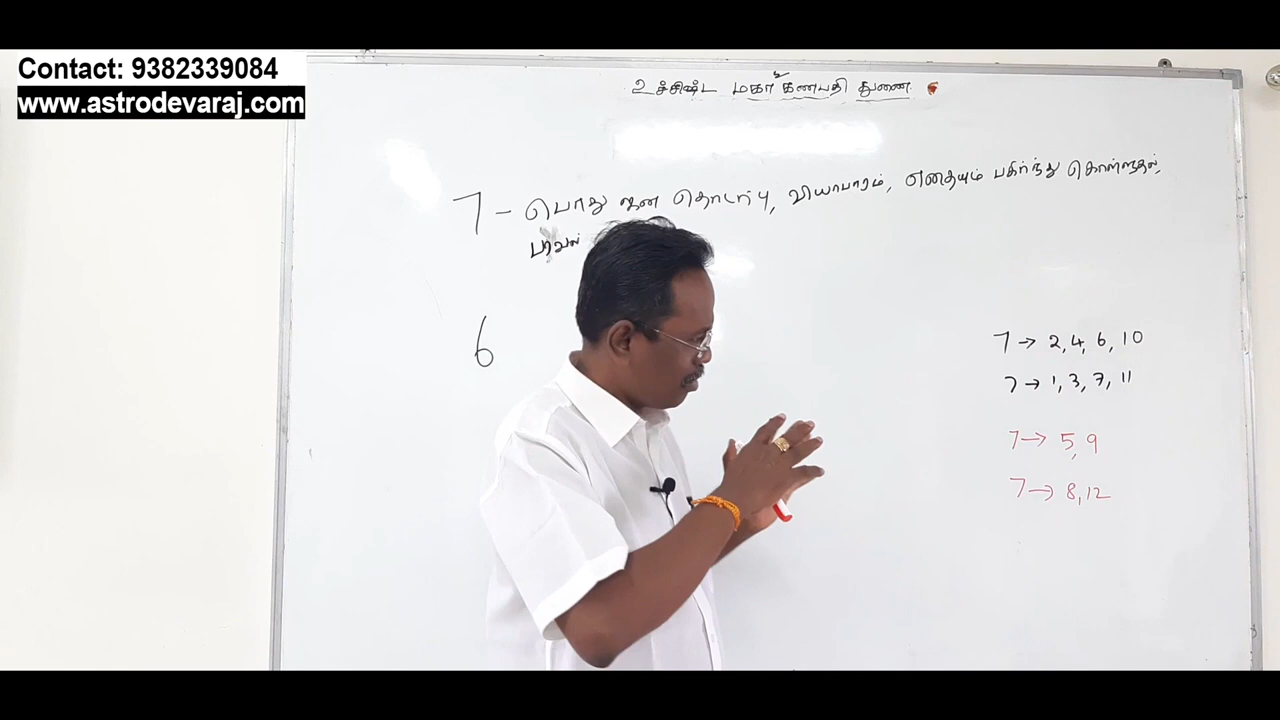 Contact: 9382339084
www.astrodevaraj.com
உச்சிஷ்ட மகா கணபதி துணை
7 - பொது ஜன தொடர்பு, வியாபாரம், எதையும் பகிர்ந்து கொள்ளுதல்,
பரவல்
6
7 → 2, 4, 6, 10
7 → 1, 3, 7, 11
7 → 5, 9
7 → 8, 12